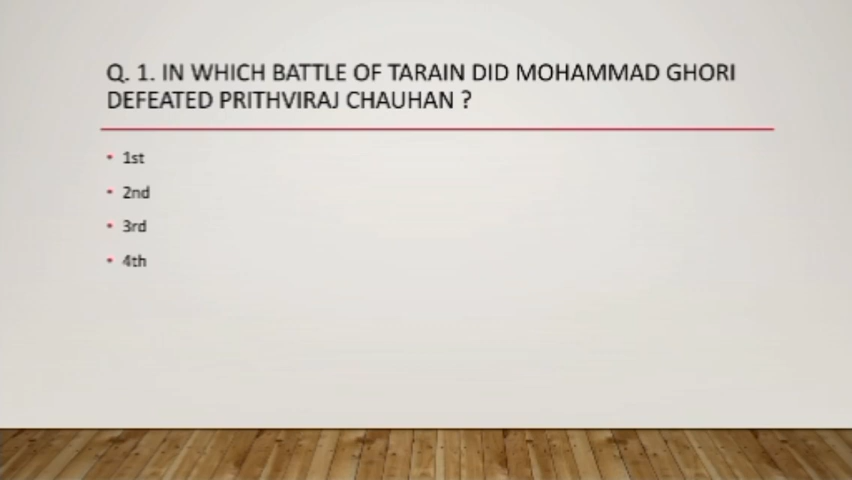 Q. 1. IN WHICH BATTLE OF TARAIN DID MOHAMMAD GHORI
DEFEATED PRITHVIRAJ CHAUHAN ?
• 1st
• 2nd
• 3rd
• 4th